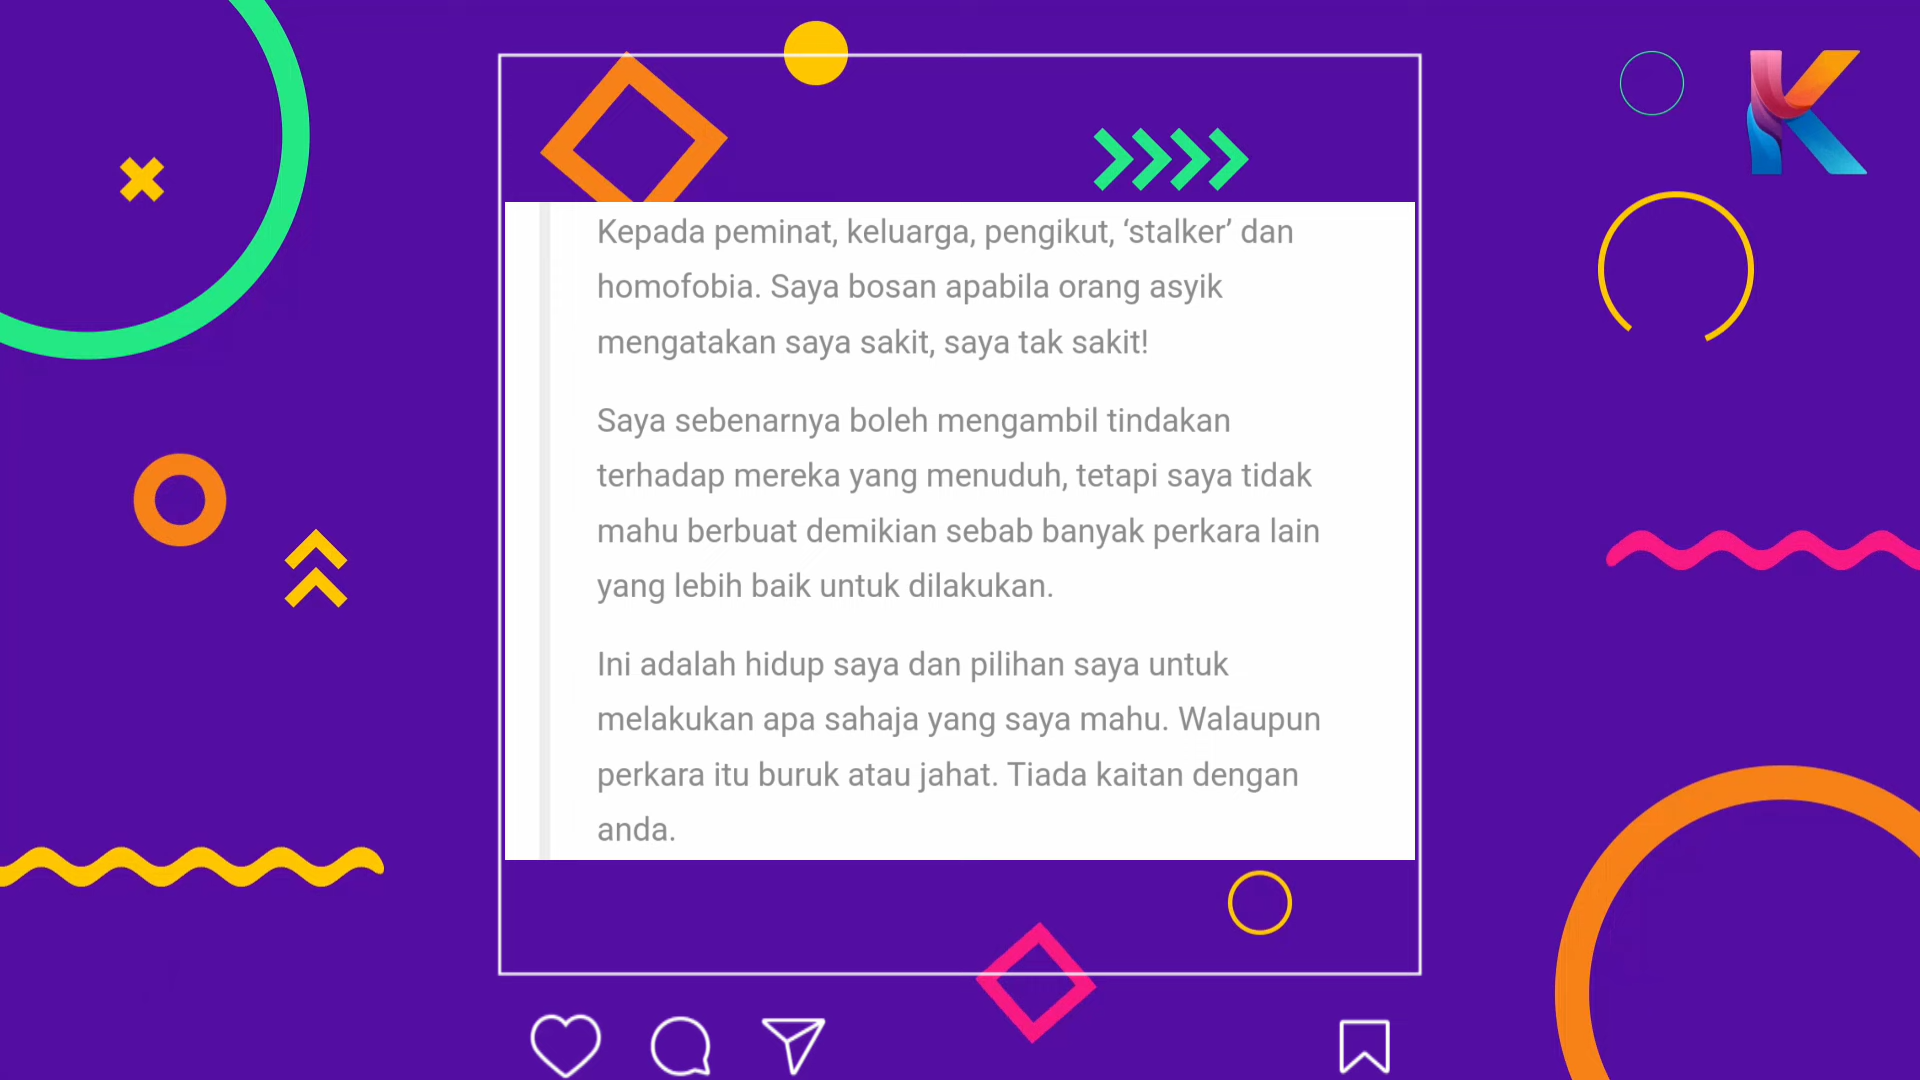 Kepada peminat, keluarga, pengikut, ‘stalker’ dan
homofobia. Saya bosan apabila orang asyik
mengatakan saya sakit, saya tak sakit!
Saya sebenarnya boleh mengambil tindakan
terhadap mereka yang menuduh, tetapi saya tidak
mahu berbuat demikian sebab banyak perkara lain
yang lebih baik untuk dilakukan.
Ini adalah hidup saya dan pilihan saya untuk
melakukan apa sahaja yang saya mahu. Walaupun
perkara itu buruk atau jahat. Tiada kaitan dengan
anda.
K